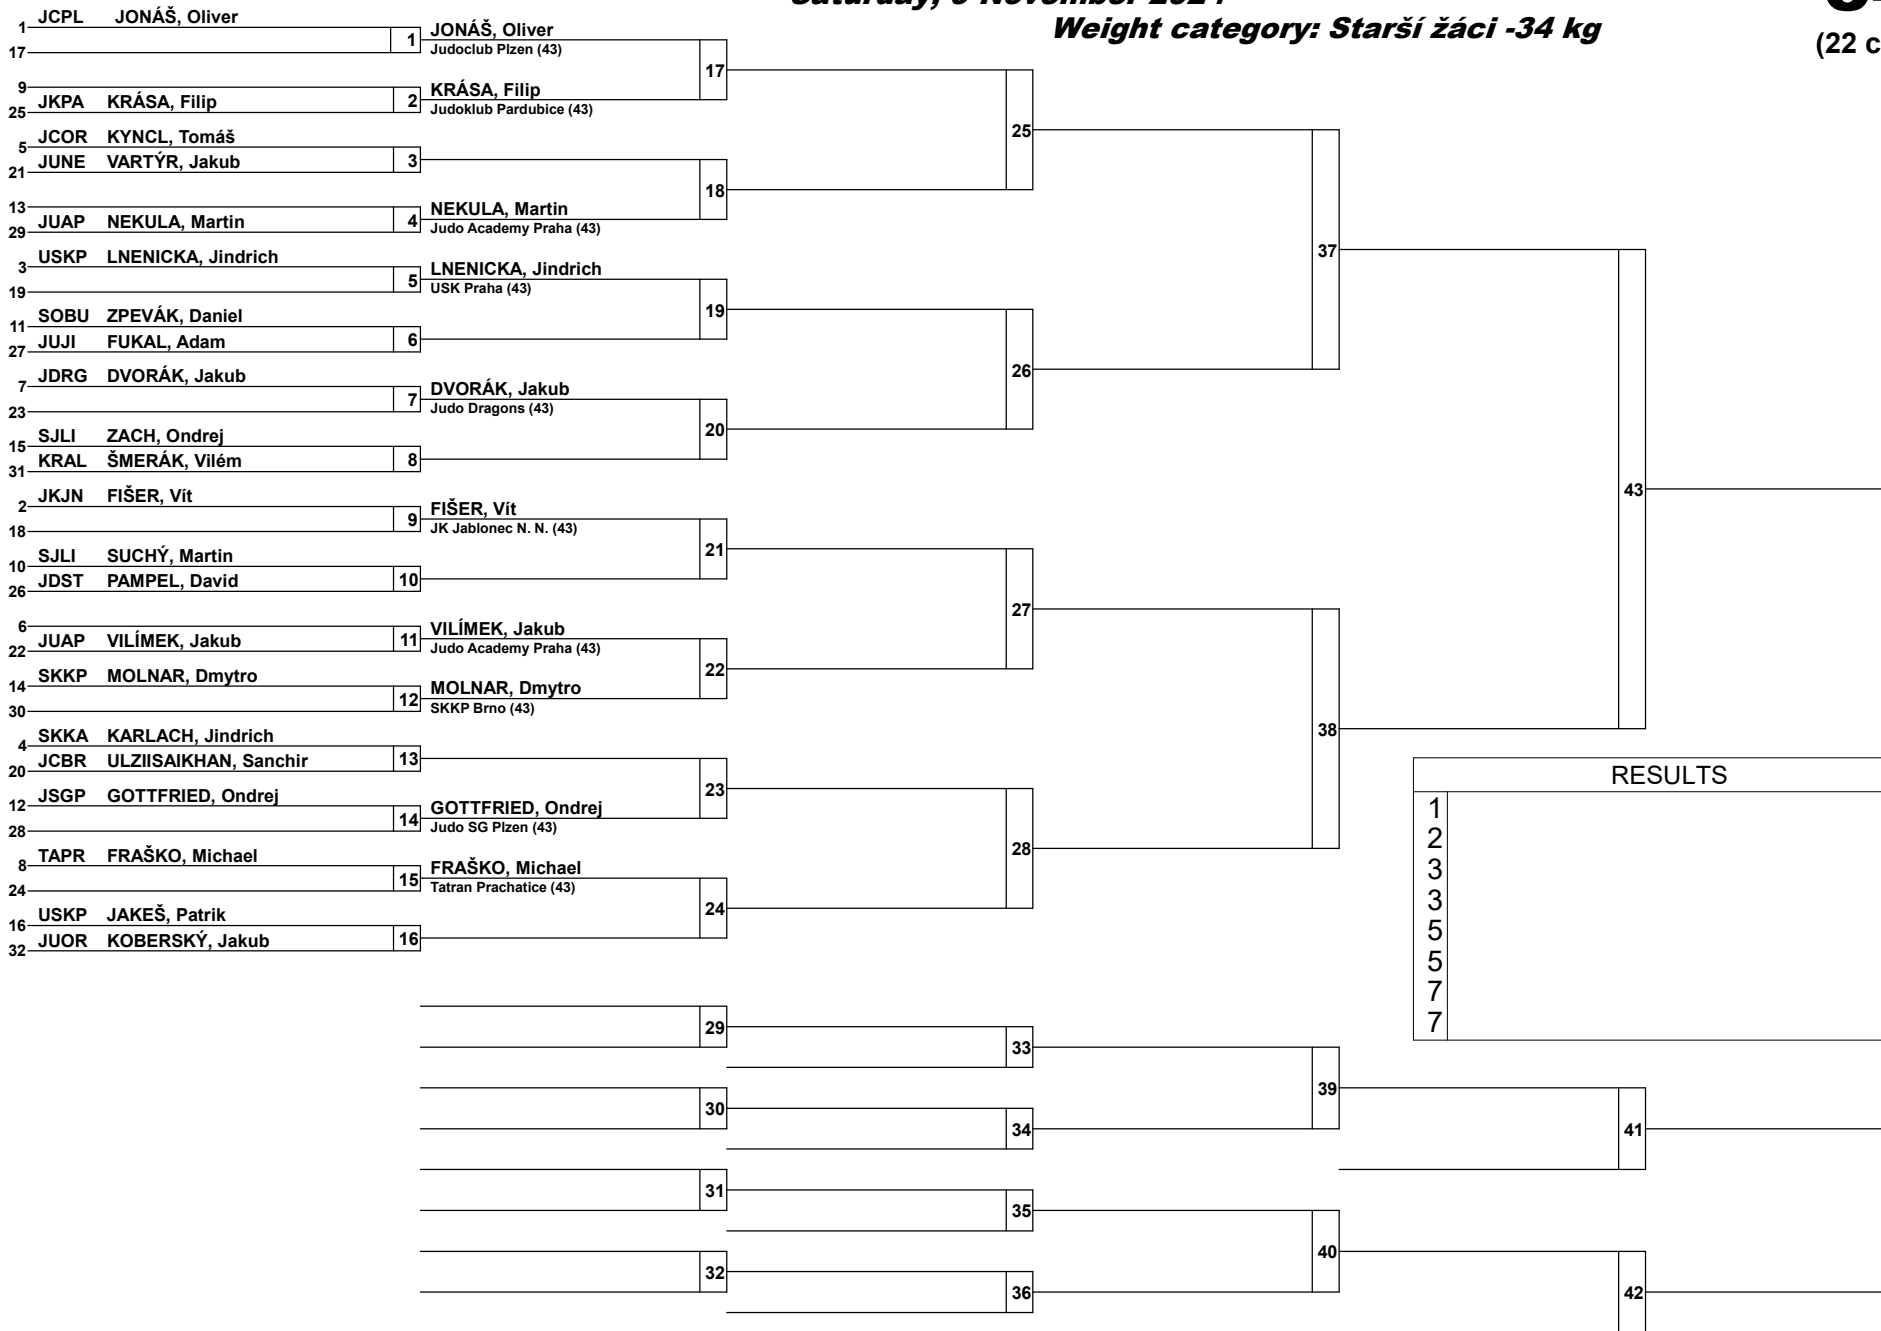 Weight category: Starší žáci -34 kg
(22 c
1 JCPL JONÁŠ, Oliver
17
1
JONÁŠ, Oliver
Judoclub Plzen (43)
17
9
25 JKPA KRÁSA, Filip
2
KRÁSA, Filip
Judoklub Pardubice (43)
25
5 JCOR KYNCL, Tomáš
21 JUNE VARTÝR, Jakub
3
18
13
29 JUAP NEKULA, Martin
4
NEKULA, Martin
Judo Academy Praha (43)
37
3 USKP LNENICKA, Jindrich
19
5
LNENICKA, Jindrich
USK Praha (43)
19
11 SOBU ZPEVÁK, Daniel
27 JUJI FUKAL, Adam
6
26
7 JDRG DVORÁK, Jakub
23
7
DVORÁK, Jakub
Judo Dragons (43)
20
15 SJLI ZACH, Ondrej
31 KRAL ŠMERÁK, Vilém
8
43
2 JKJN FIŠER, Vít
18
9
FIŠER, Vít
JK Jablonec N. N. (43)
21
10 SJLI SUCHÝ, Martin
26 JDST PAMPEL, David
10
27
6
22 JUAP VILÍMEK, Jakub
11
VILÍMEK, Jakub
Judo Academy Praha (43)
22
14 SKKP MOLNAR, Dmytro
30
12
MOLNAR, Dmytro
SKKP Brno (43)
38
4 SKKA KARLACH, Jindrich
20 JCBR ULZIISAIKHAN, Sanchir
13
23
12 JSGP GOTTFRIED, Ondrej
28
14
GOTTFRIED, Ondrej
Judo SG Plzen (43)
28
8 TAPR FRAŠKO, Michael
24
15
FRAŠKO, Michael
Tatran Prachatice (43)
24
16 USKP JAKEŠ, Patrik
32 JUOR KOBERSKÝ, Jakub
16
RESULTS
1
2
3
3
5
5
7
7
29
33
39
30
34
41
31
35
40
32
36
42